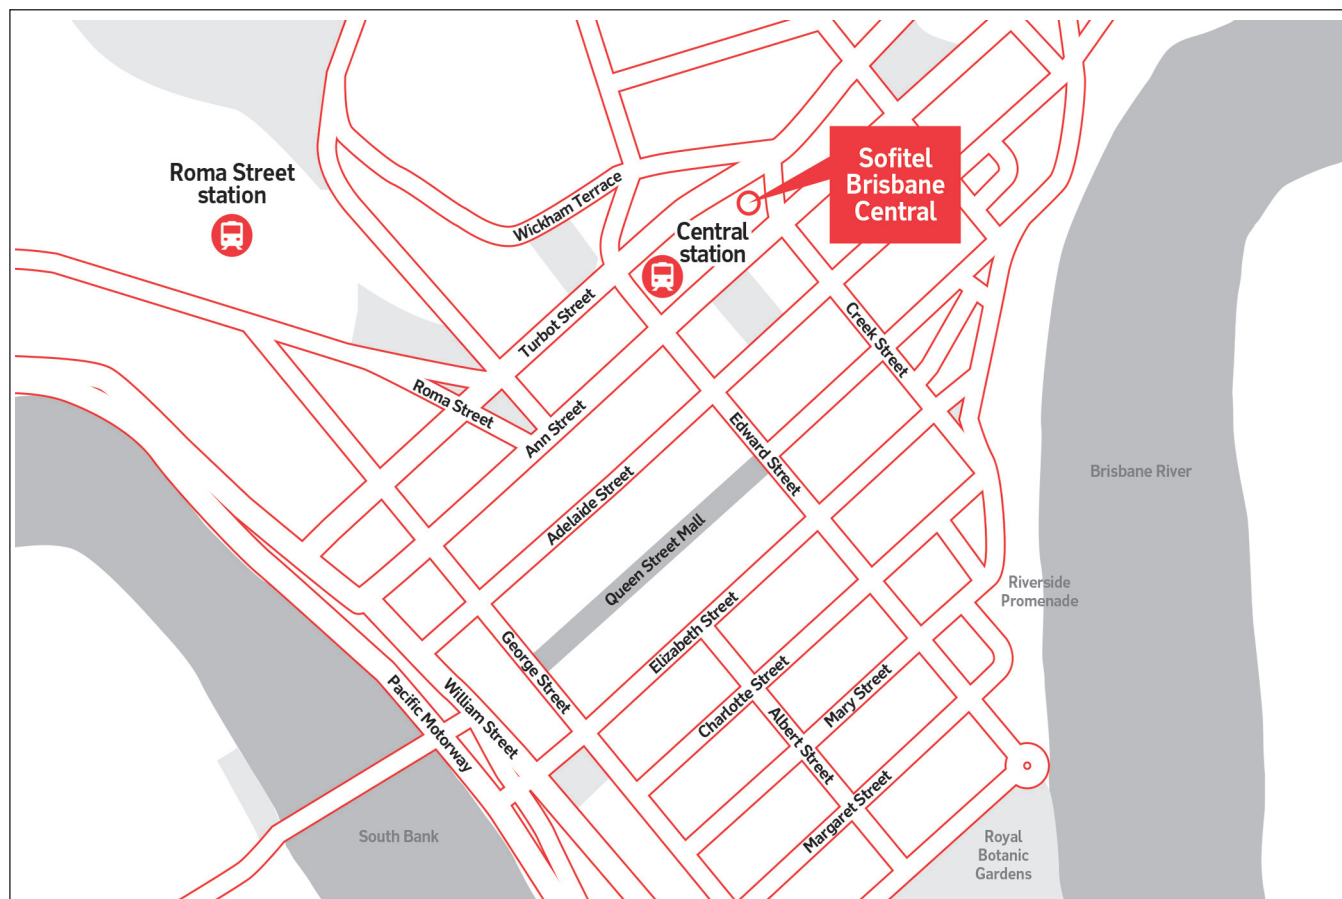 Roma Street
station
Wickham Terrace
Sofitel
Brisbane
Central
Central
station
Turbot Street
Creek Street
Roma Street
Ann Street
Edward Street
Adelaide Street
Brisbane River
Queen Street Mall
Riverside
Promenade
Elizabeth Street
George Street
Charlotte Street
Mary Street
William Street
Pacific Motorway
Albert Street
Margaret Street
South Bank
Royal
Botanic
Gardens